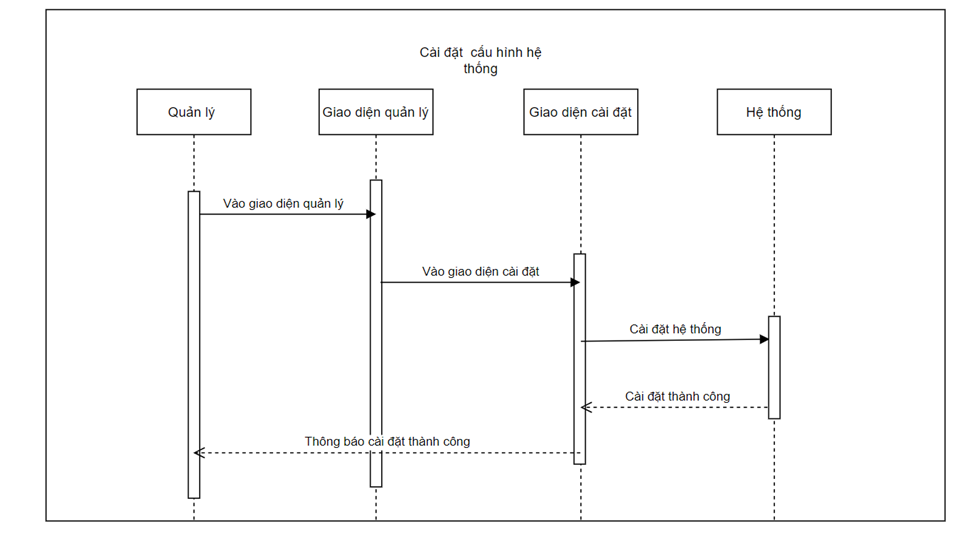 Cài đặt cấu hình hệ
thống
Quản lý
Giao diện quản lý
Giao diện cài đặt
Hệ thống
Vào giao diện quản lý
Vào giao diện cài đặt
Cài đặt hệ thống
Cài đặt thành công
Thông báo cài đặt thành công